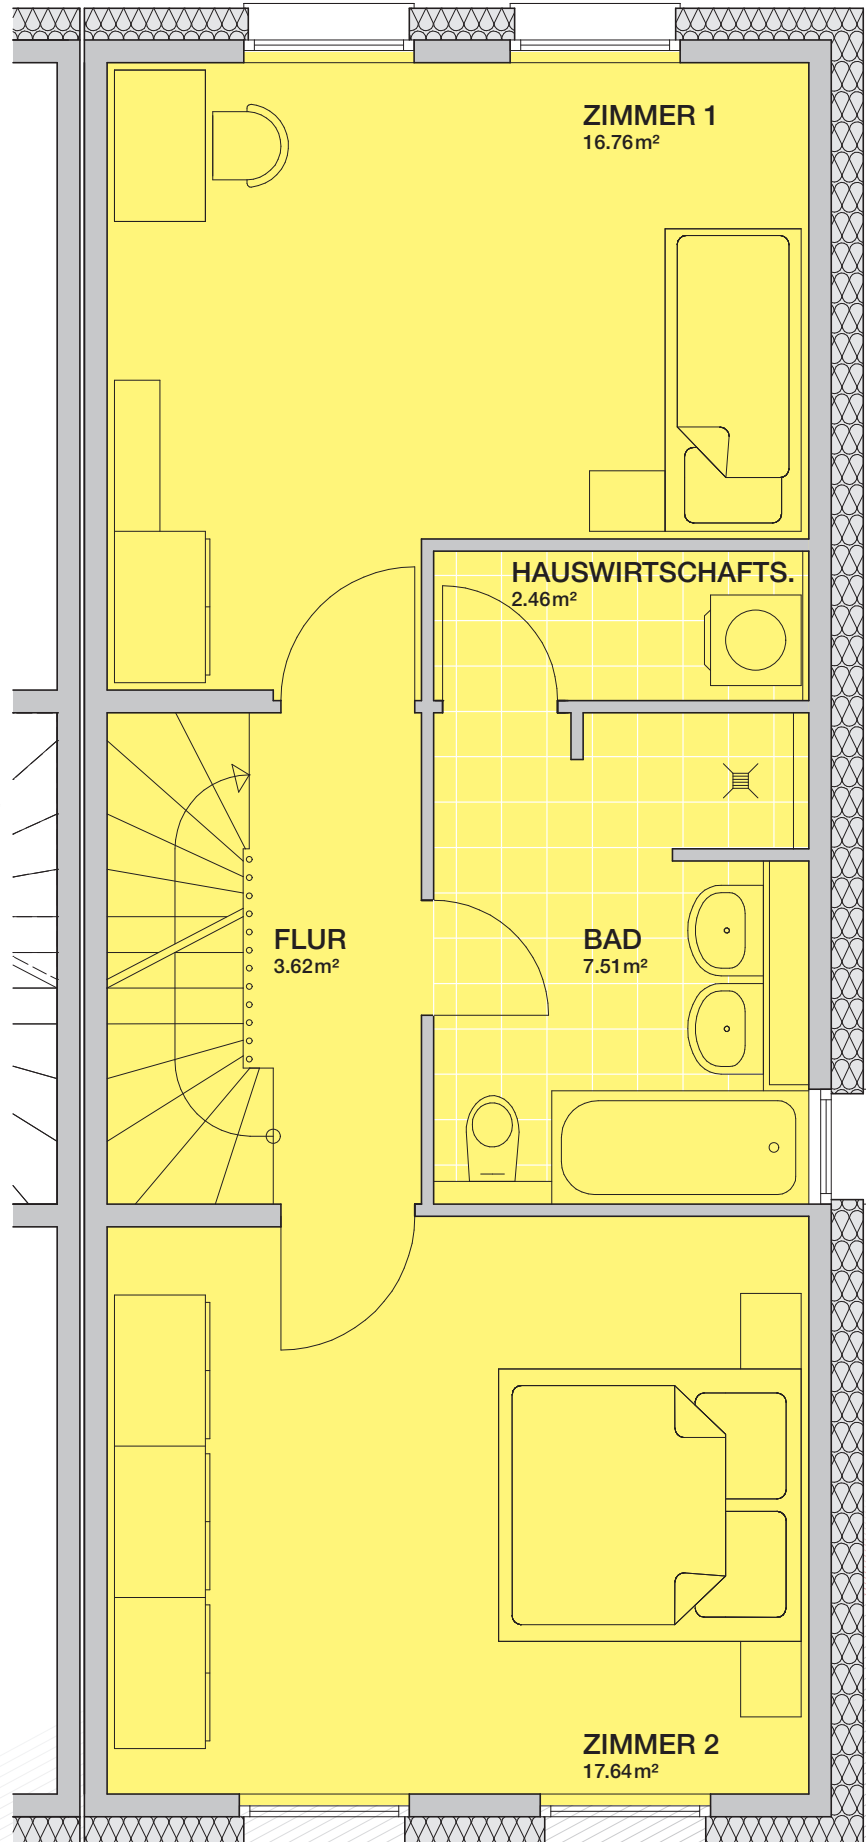 ZIMMER 1
16.76m²
HAUSWIRTSCHAFTS.
2.46m²
FLUR
3.62m²
BAD
7.51m²
ZIMMER 2
17.64m²